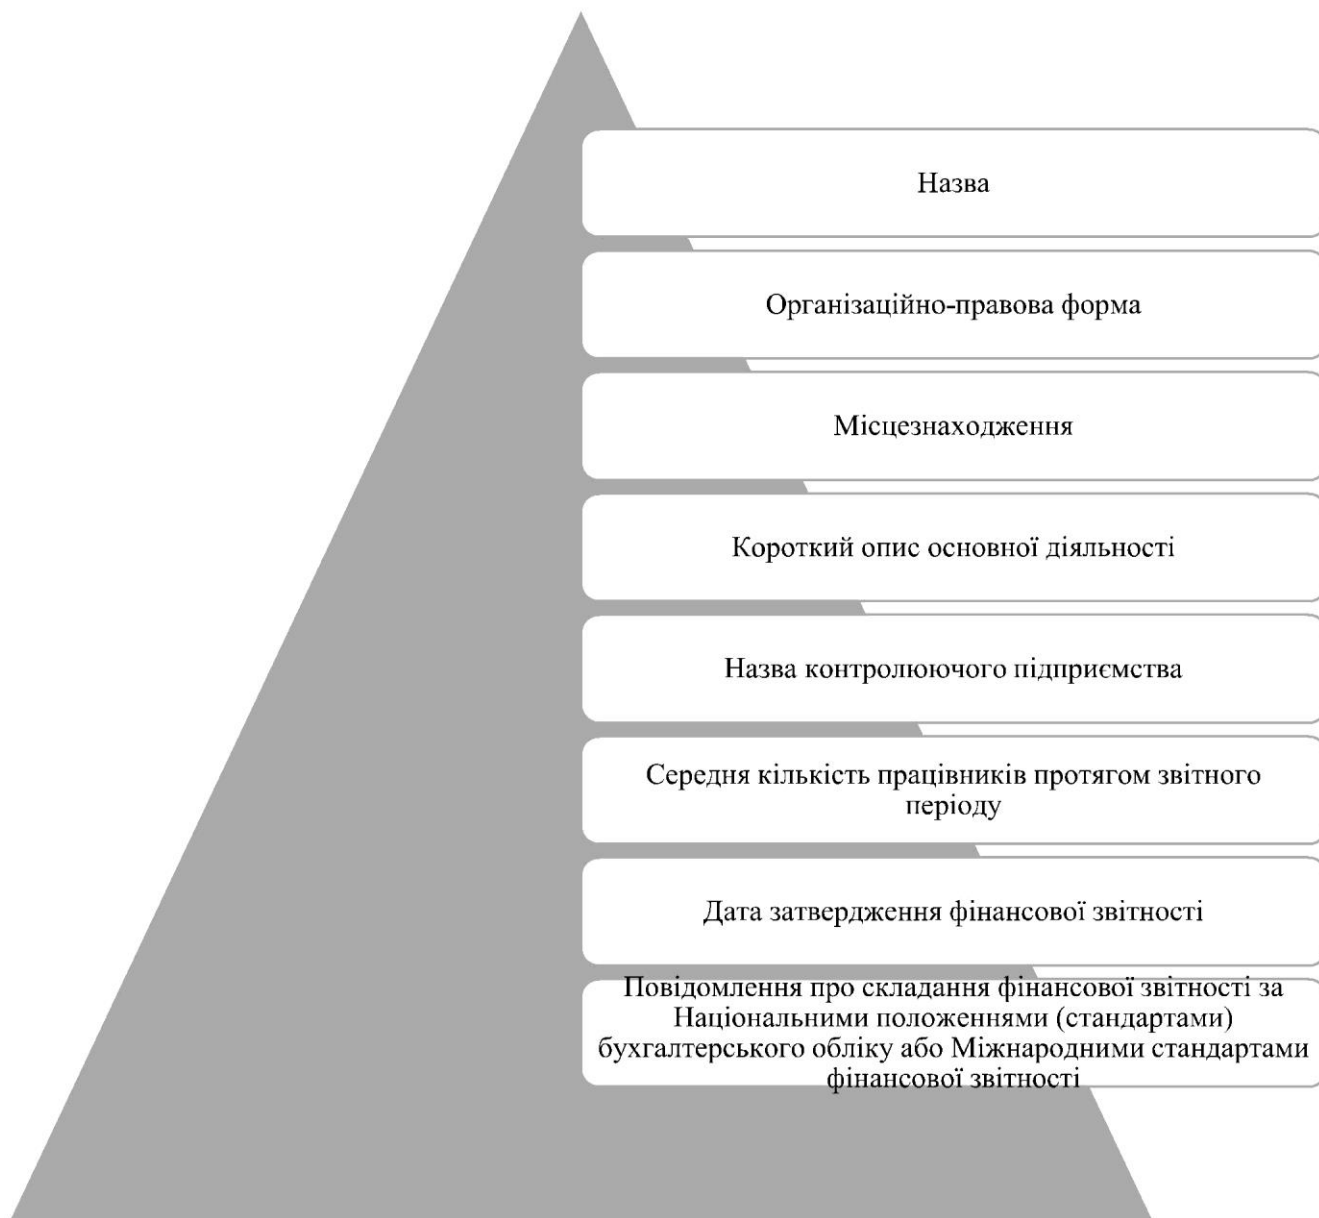 Назва
Організаційно-правова форма
Місцезнаходження
Короткий опис основної діяльності
Назва контролюючого підприємства
Середня кількість працівників протягом звітного
періоду
Дата затвердження фінансової звітності
Повідомлення про складання фінансової звітності за
Національними положеннями (стандартами)
бухгалтерського обліку або Міжнародними стандартами
фінансової звітності